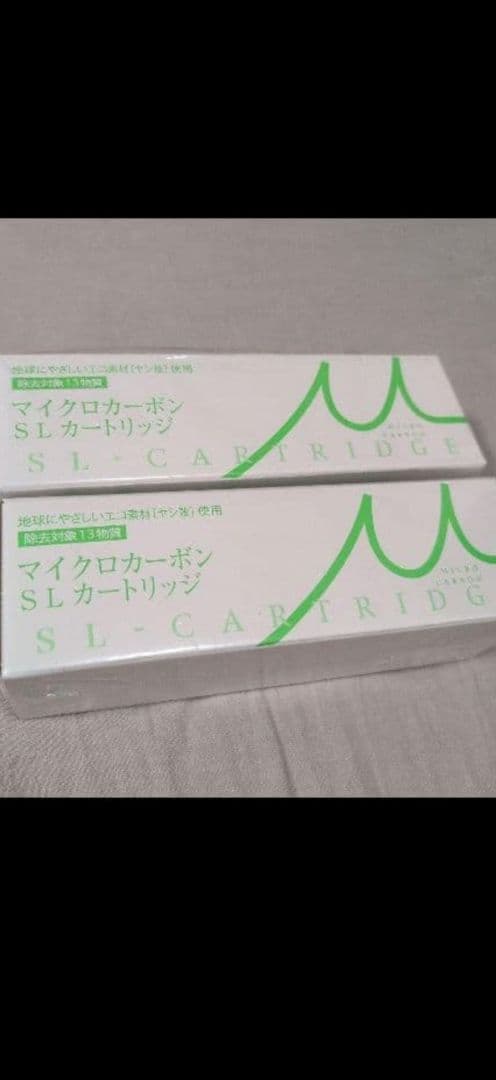 地球にやさしいエコ素材(ヤシ殻)使用
除去対象13物質
マイクロカーボン
SLカートリッジ
SL-CARTRIDGE
MICRO
CARBON
地球にやさしいエコ素材(ヤシ殻)使用
除去対象13物質
マイクロカーボン
SLカートリッジ
SL-CARTRIDG
MICRO
CARBON